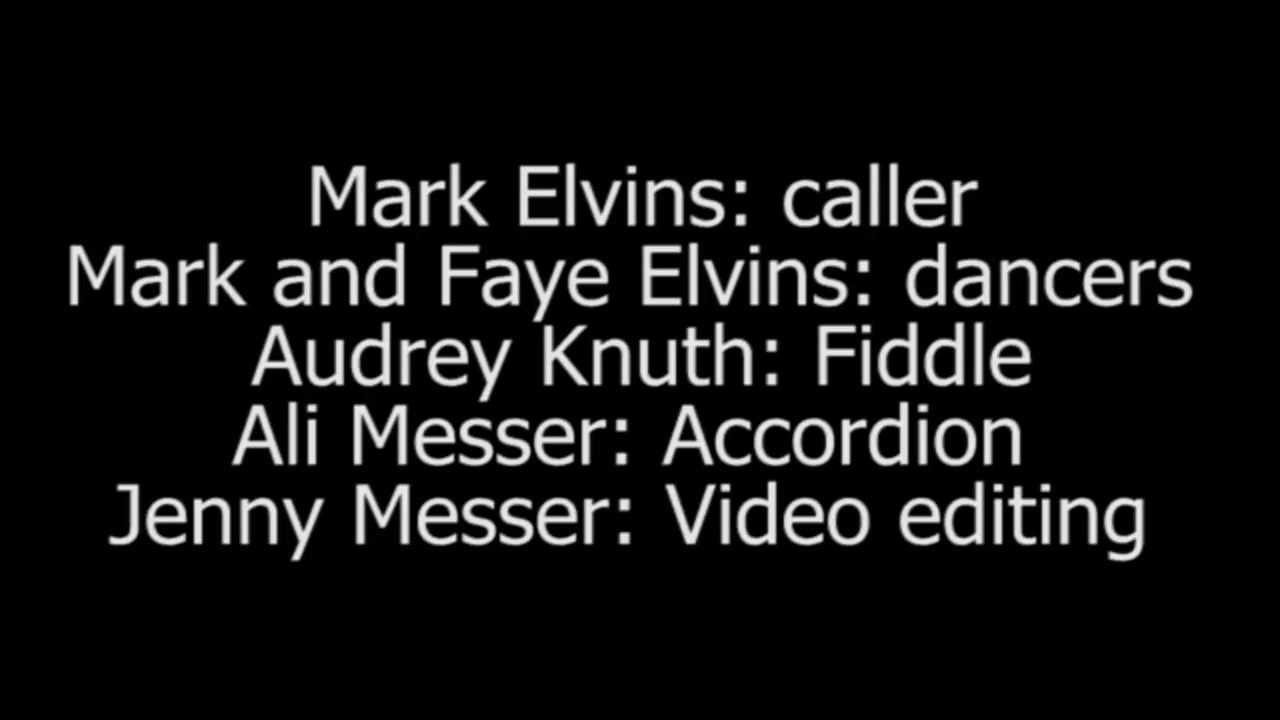 Mark Elvins: caller
Mark and Faye Elvins: dancers
Audrey Knuth: Fiddle
Ali Messer: Accordion
Jenny Messer: Video editing